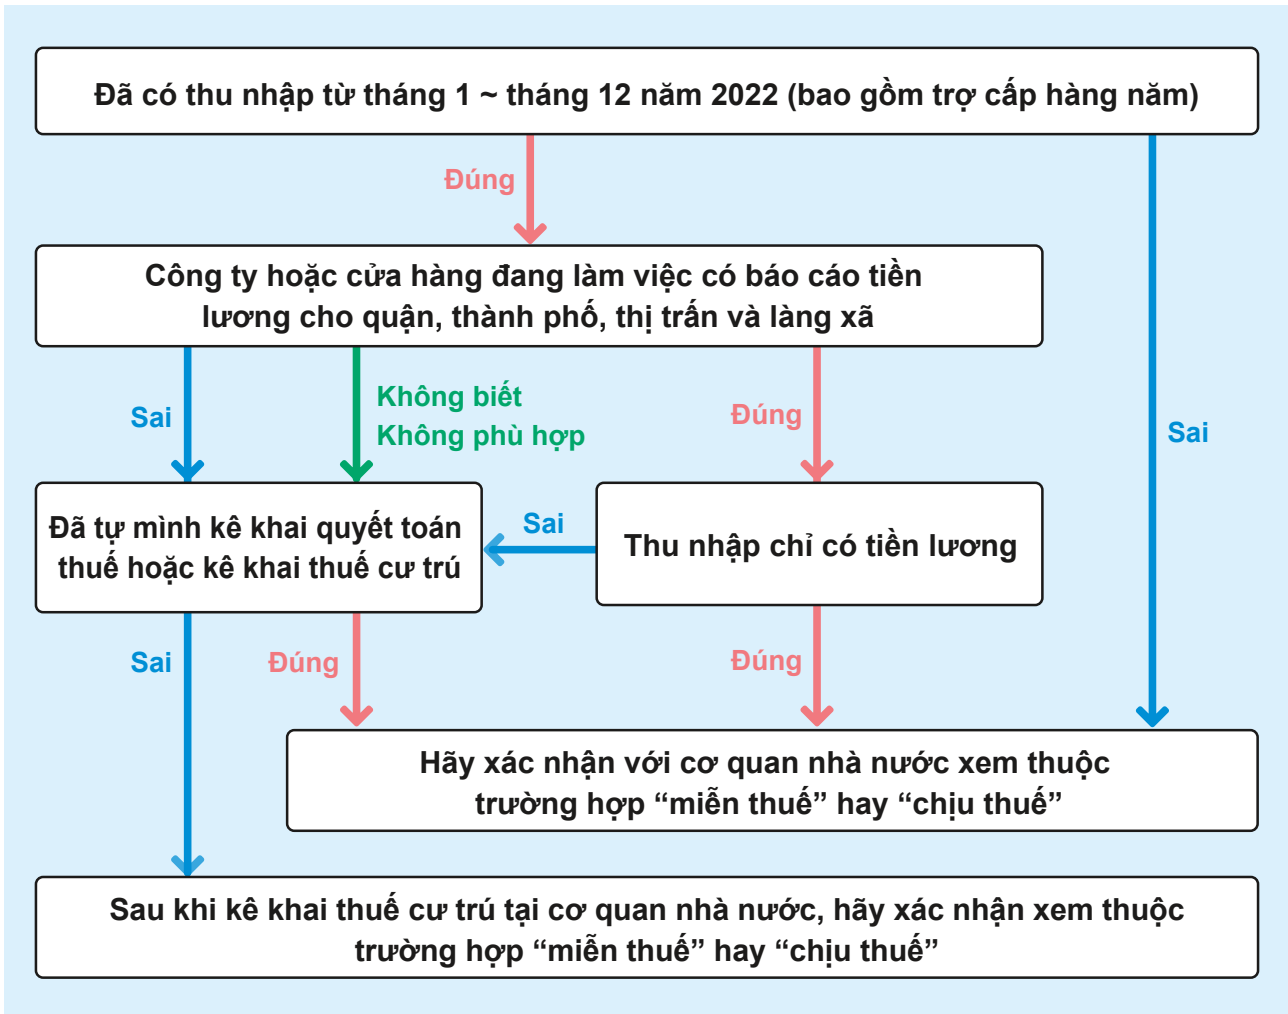 Đã có thu nhập từ tháng 1 ~ tháng 12 năm 2022 (bao gồm trợ cấp hàng năm)
Đúng
Công ty hoặc cửa hàng đang làm việc có báo cáo tiền
lương cho quận, thành phố, thị trấn và làng xã
Sai
Không biết
Không phù hợp
Đúng
Sai
Đã tự mình kê khai quyết toán
thuế hoặc kê khai thuế cư trú
Sai
Thu nhập chỉ có tiền lương
Sai
Đúng
Đúng
Hãy xác nhận với cơ quan nhà nước xem thuộc
trường hợp “miễn thuế” hay “chịu thuế”
Sau khi kê khai thuế cư trú tại cơ quan nhà nước, hãy xác nhận xem thuộc
trường hợp “miễn thuế” hay “chịu thuế”